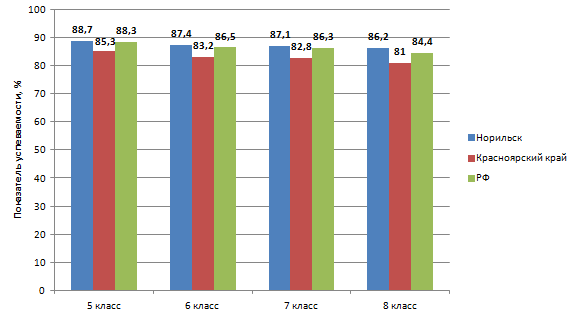 Показатель успеваемости, %
100
90
80
70
60
50
40
30
20
10
0
88,7 85,3 88,3
87,4 83,2 86,5
87,1 82,8 86,3
86,2 81 84,4
5 класс 6 класс 7 класс 8 класс
Норильск
Красноярский край
РФ